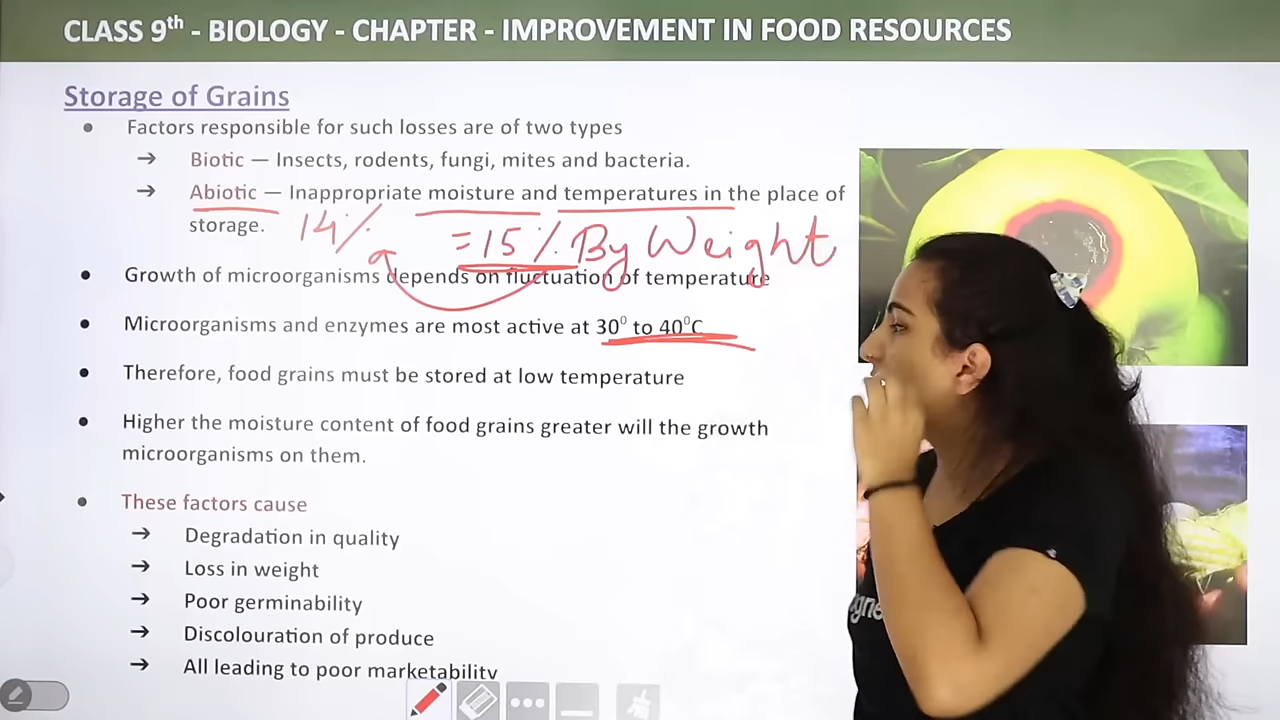 CLASS 9th - BIOLOGY - CHAPTER - IMPROVEMENT IN FOOD RESOURCES
Storage of Grains
• Factors responsible for such losses are of two types
→ Biotic — Insects, rodents, fungi, mites and bacteria.
→ Abiotic — Inappropriate moisture and temperatures in the place of
storage.
14% =15% By Weight
• Growth of microorganisms depends on fluctuation of temperature
• Microorganisms and enzymes are most active at 30⁰ to 40⁰C
• Therefore, food grains must be stored at low temperature
• Higher the moisture content of food grains greater will the growth
microorganisms on them.
• These factors cause
→ Degradation in quality
→ Loss in weight
→ Poor germinability
→ Discolouration of produce
→ All leading to poor marketability